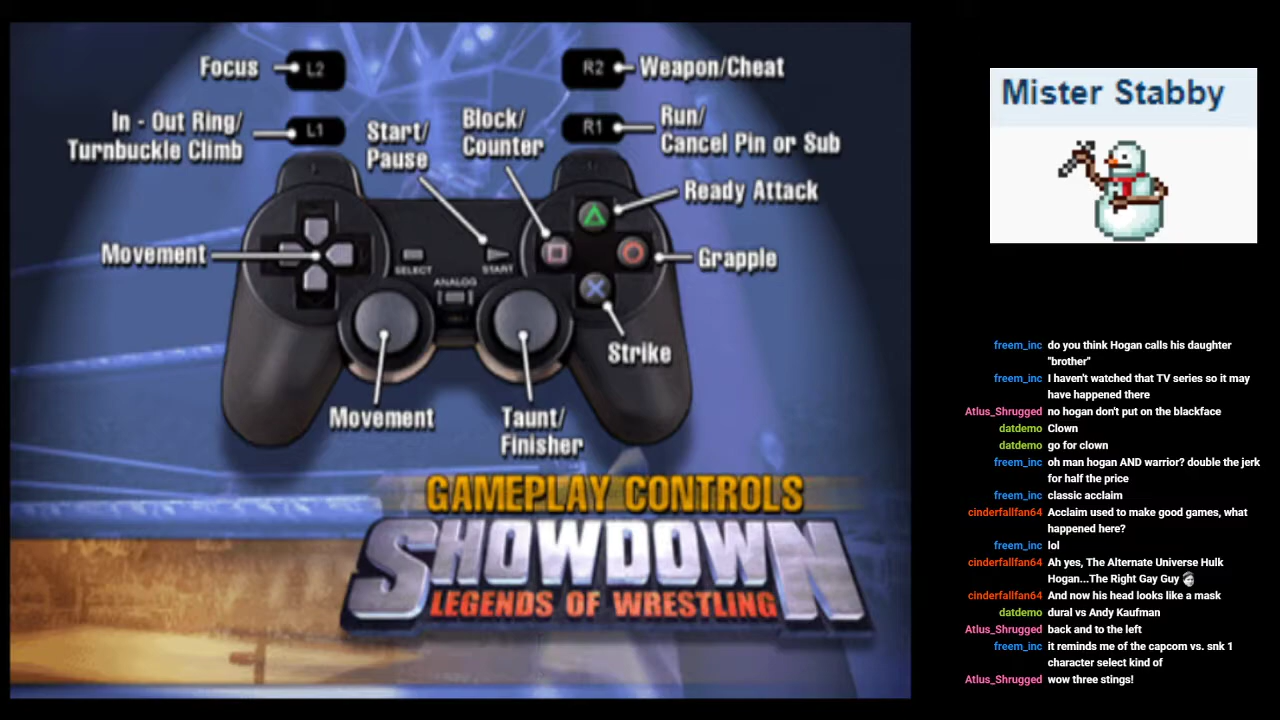 Focus
L2
R2
Weapon/Cheat
In - Out Ring/
Turnbuckle Climb
L1
Start/
Pause
Block/
Counter
R1
Run/
Cancel Pin or Sub
Ready Attack
Movement
SELECT
START
ANALOG
Grapple
Strike
Movement
Taunt/
Finisher
GAMEPLAY CONTROLS
SHOWDOWN
LEGENDS OF WRESTLING
Mister Stabby
freem_inc do you think Hogan calls his daughter
"brother"
freem_inc I haven't watched that TV series so it may
have happened there
Atlus_Shrugged no hogan don't put on the blackface
datdemo Clown
datdemo go for clown
freem_inc oh man hogan AND warrior? double the jerk
for half the price
freem_inc classic acclaim
cinderfallfan64 Acclaim used to make good games, what
happened here?
freem_inc lol
cinderfallfan64 Ah yes, The Alternate Universe Hulk
Hogan...The Right Gay Guy
cinderfallfan64 And now his head looks like a mask
datdemo dural vs Andy Kaufman
Atlus_Shrugged back and to the left
freem_inc it reminds me of the capcom vs. snk 1
character select kind of
Atlus_Shrugged wow three stings!